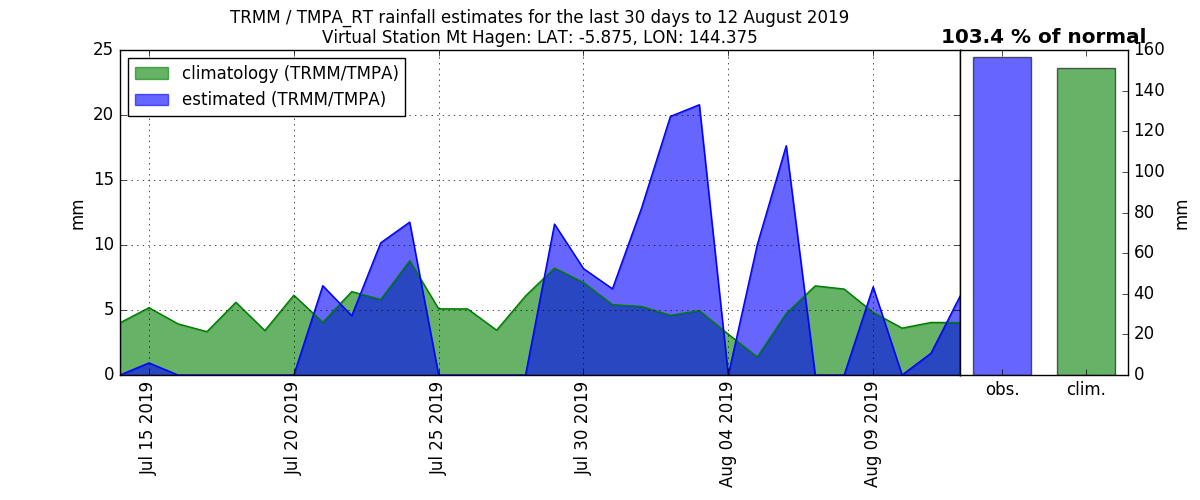 TRMM / TMPA_RT rainfall estimates for the last 30 days to 12 August 2019
Virtual Station Mt Hagen: LAT: -5.875, LON: 144.375
103.4 % of normal
climatology (TRMM/TMPA)
estimated (TRMM/TMPA)
25
20
15
10
5
0
mm
Jul 15 2019
Jul 20 2019
Jul 25 2019
Jul 30 2019
Aug 04 2019
Aug 09 2019
obs.
clim.
160
140
120
100
80
60
40
20
0
mm